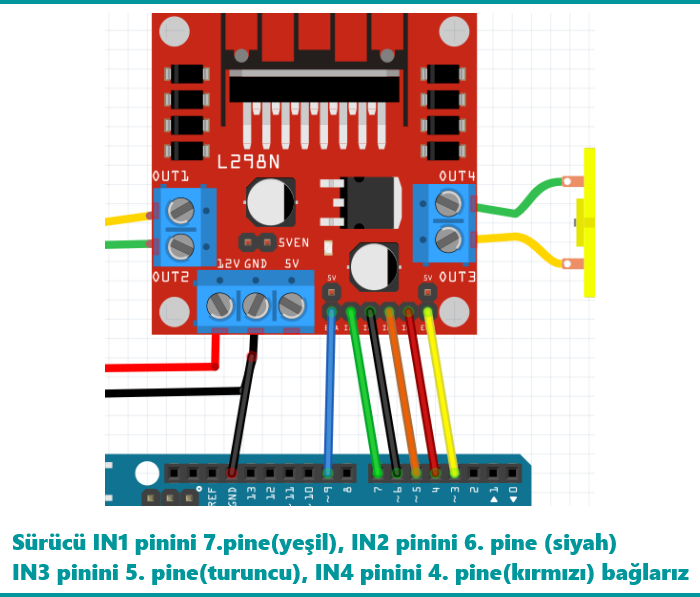 L298N
OUT1
OUT4
5VEN
OUT2
12V GND 5V
5V
5V
OUT3
REF
GND
13
12
~11
~10
~9
8
7
~6
~5
4
~3
2
▲1
▼0
Sürücü IN1 pinini 7.pine(yeşil), IN2 pinini 6. pine (siyah)
IN3 pinini 5. pine(turuncu), IN4 pinini 4. pine(kırmızı) bağlarız